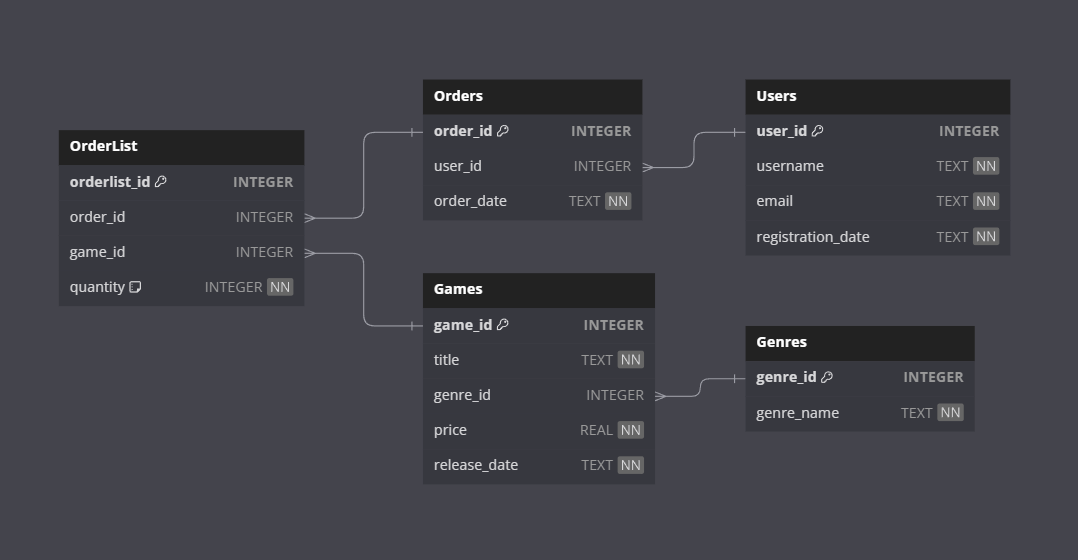 OrderList
orderlist_id INTEGER
order_id INTEGER
game_id INTEGER
quantity INTEGER NN
Orders
order_id INTEGER
user_id INTEGER
order_date TEXT NN
Users
user_id INTEGER
username TEXT NN
email TEXT NN
registration_date TEXT NN
Games
game_id INTEGER
title TEXT NN
genre_id INTEGER
price REAL NN
release_date TEXT NN
Genres
genre_id INTEGER
genre_name TEXT NN